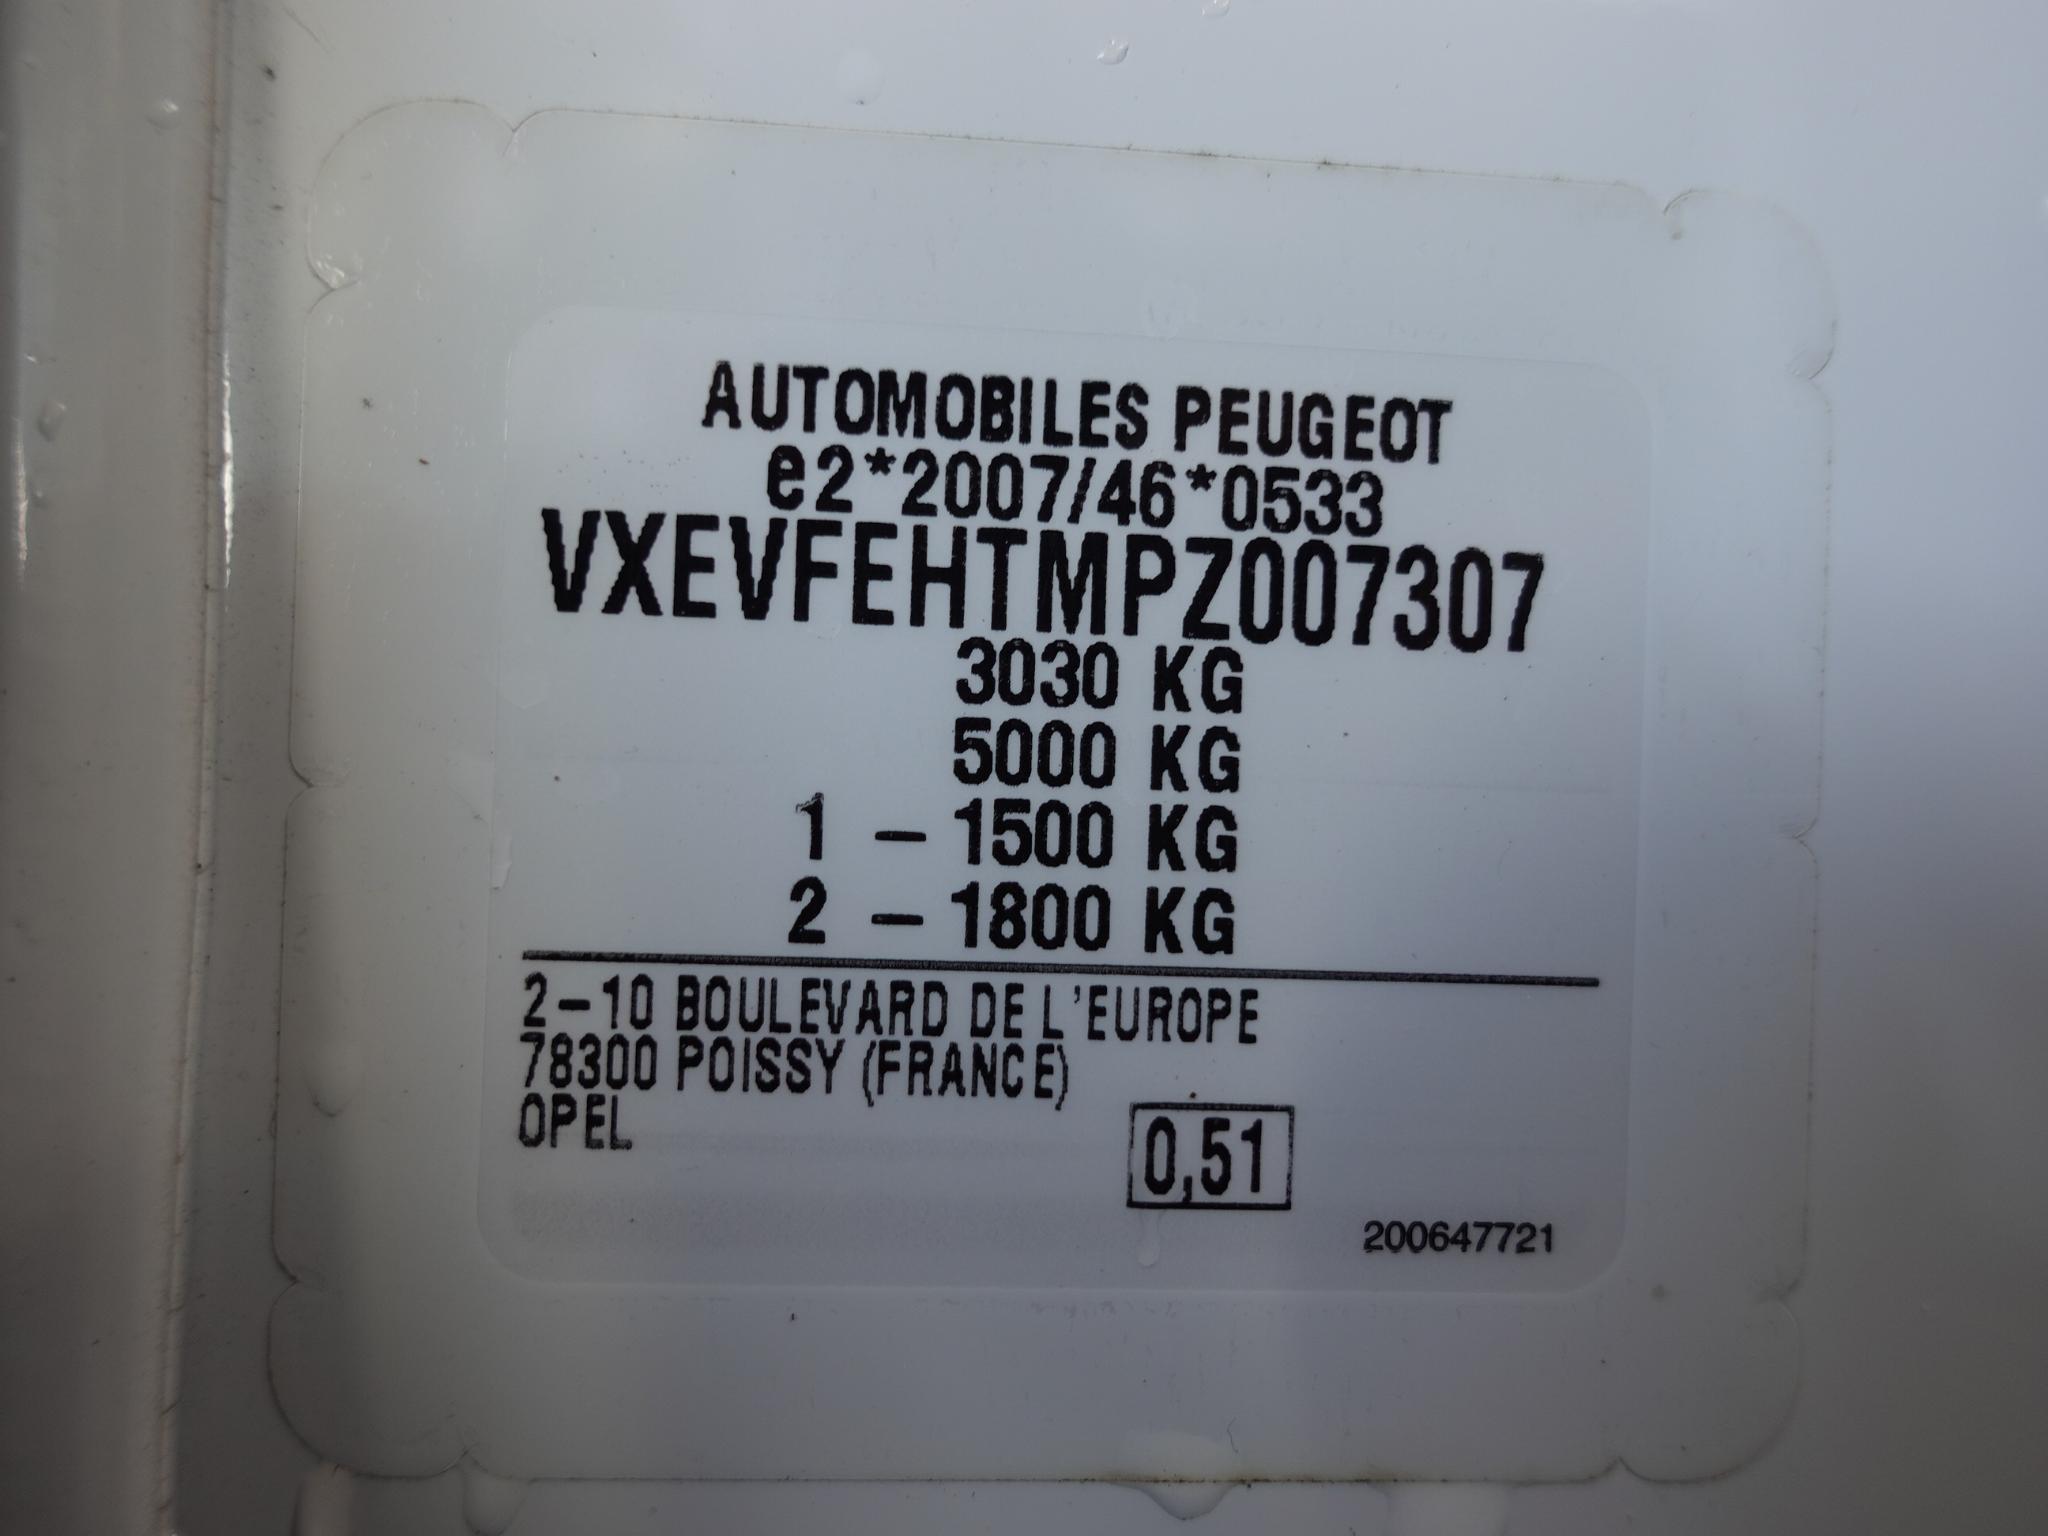 AUTOMOBILES PEUGEOT
e2*2007/46*0533
VXEVFEHTMPZ007307
3030 KG
5000 KG
1 - 1500 KG
2 - 1800 KG
2-10 BOULEVARD DE L'EUROPE
78300 POISSY (FRANCE)
OPEL
0,51
200647721